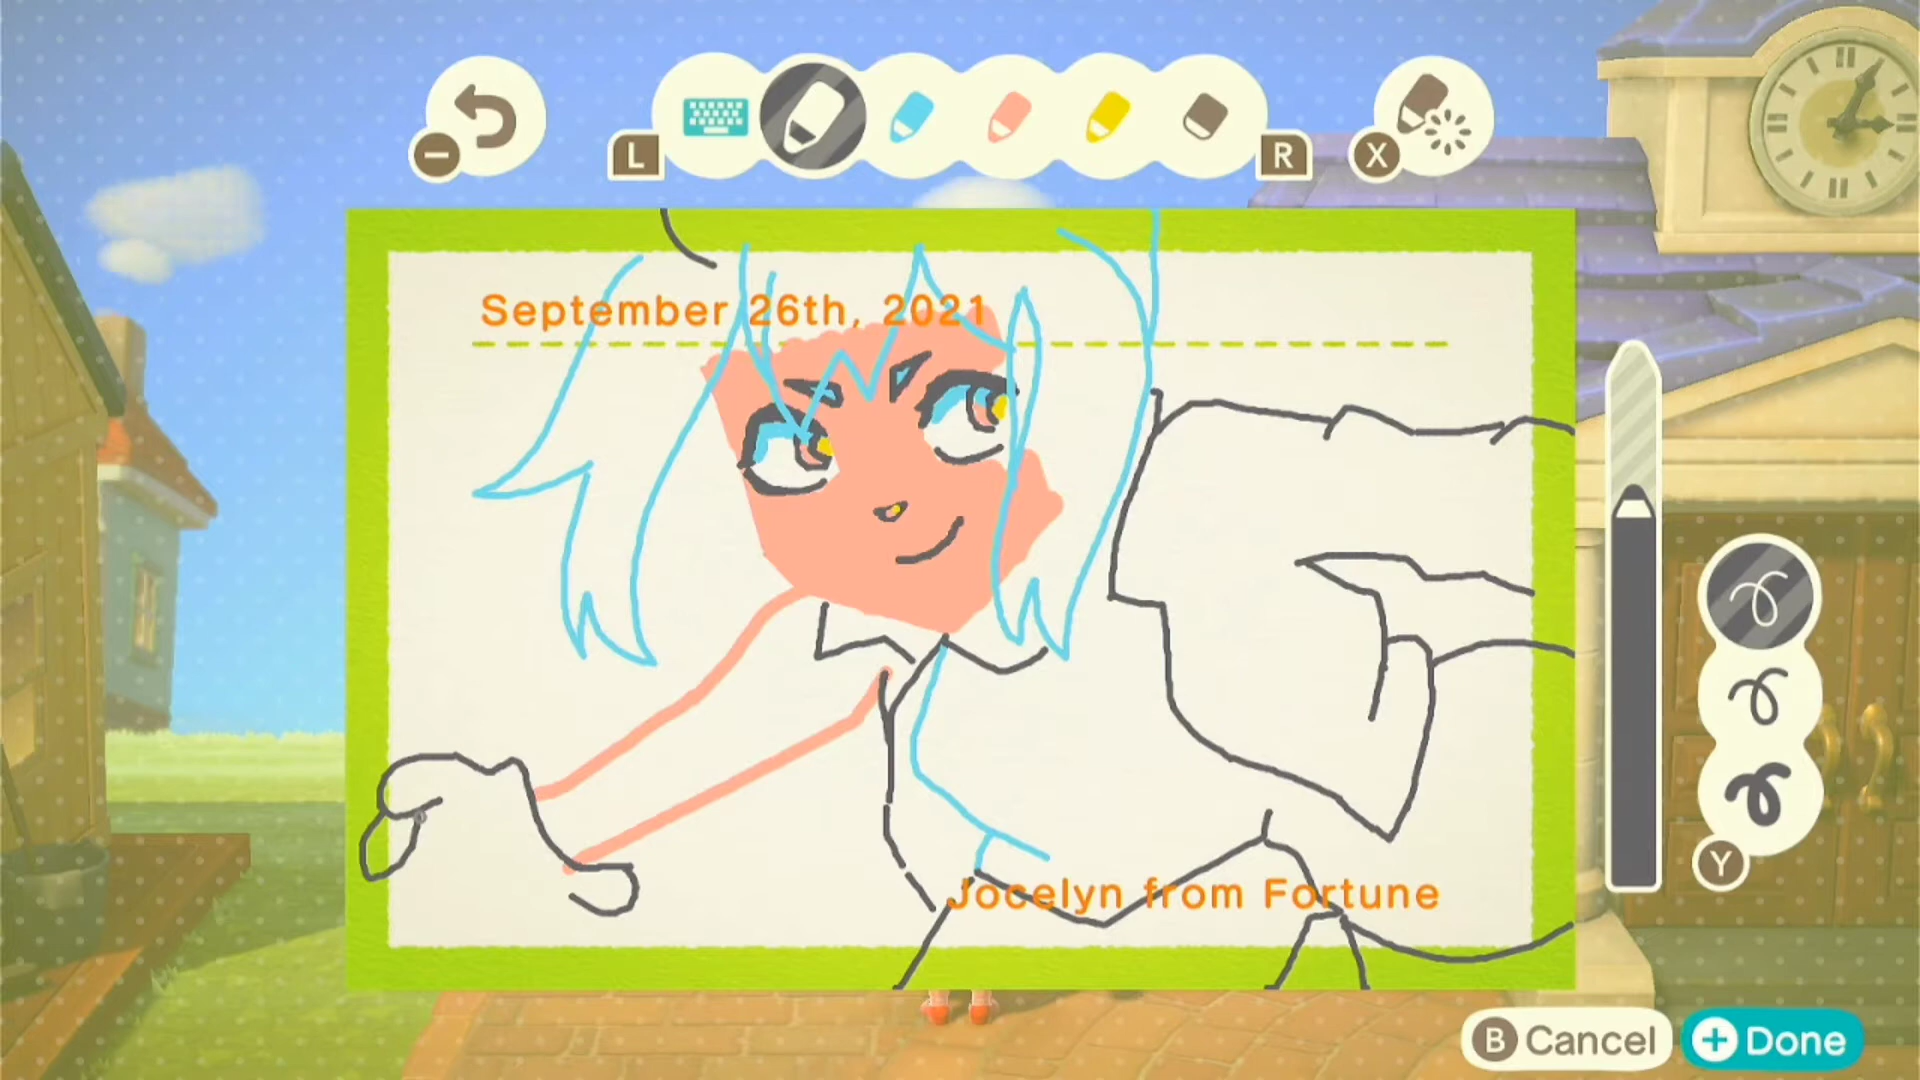 L
R
X
September 26th, 2021
Y
Jocelyn from Fortune
B Cancel
+ Done